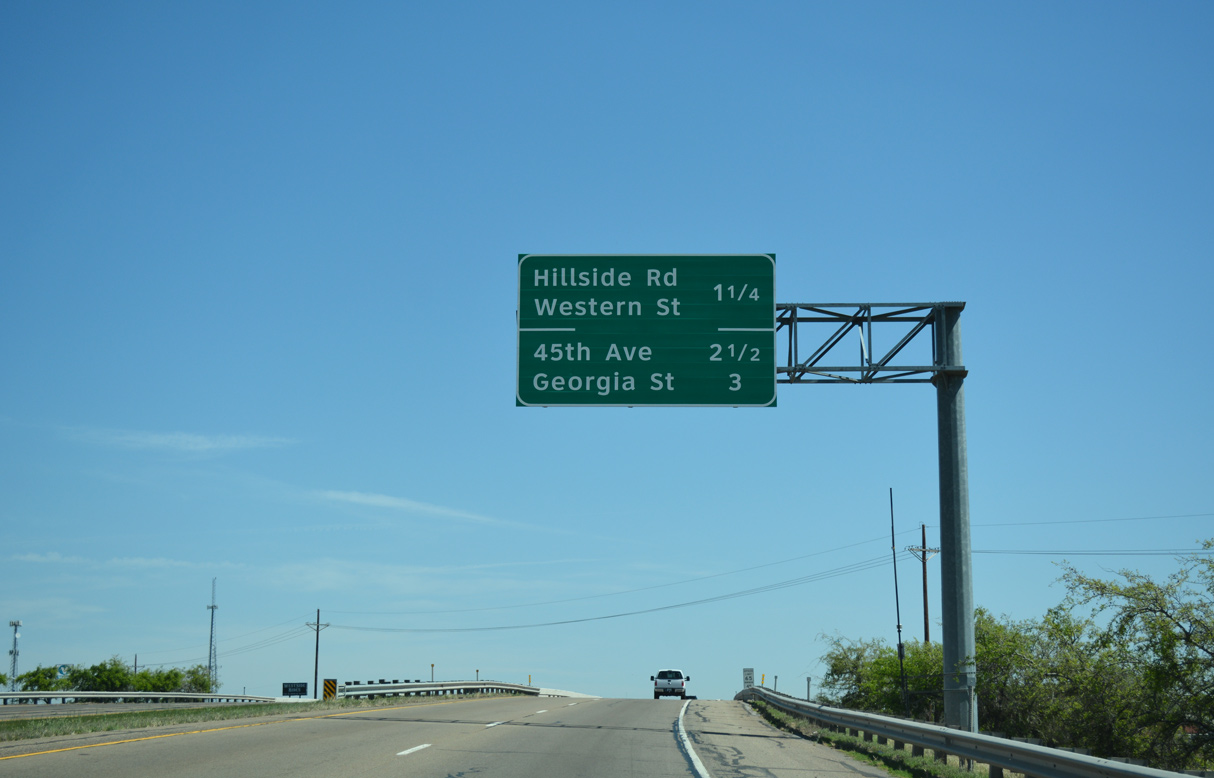 Hillside Rd
Western St 1 1/4
45th Ave 2 1/2
Georgia St 3